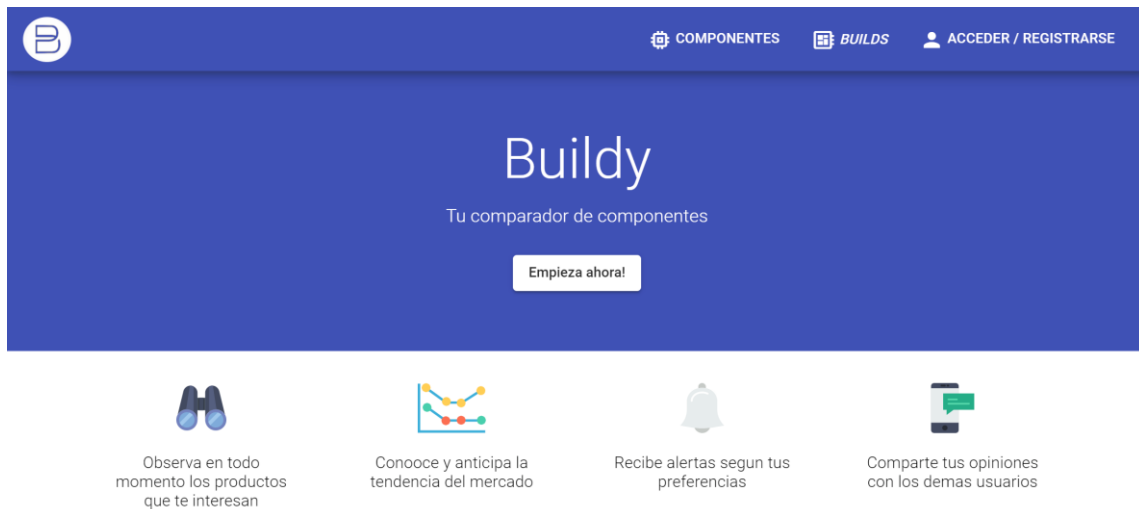 COMPONENTES BUILDS ACCEDER / REGISTRARSE
Buildy
Tu comparador de componentes
Empieza ahora!
Observa en todo
momento los productos
que te interesan
Conooce y anticipa la
tendencia del mercado
Recibe alertas segun tus
preferencias
Comparte tus opiniones
con los demas usuarios